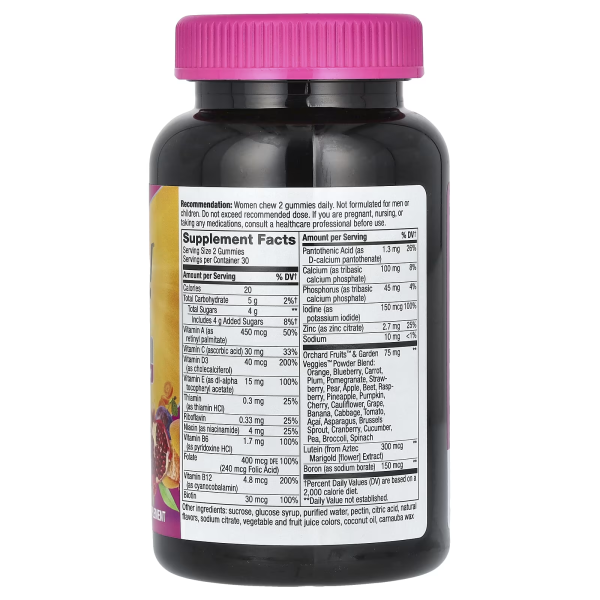 Recommendation: Women chew 2 gummies daily. Not formulated for men or
children. Do not exceed recommended dose. If you are pregnant, nursing, or
taking any medications, consult a healthcare professional before use.
Supplement Facts
Serving Size 2 Gummies
Servings per Container 30
Amount per Serving % DV†
Calories 20
Total Carbohydrate 5 g 2%†
Total Sugars 4 g **
Includes 4 g Added Sugars 8%†
Vitamin A (as
retinyl palmitate) 450 mcg 50%
Vitamin C (ascorbic acid) 30 mg 33%
Vitamin D3
(as cholecalciferol) 40 mcg 200%
Vitamin E (as dl-alpha
tocopheryl acetate) 15 mg 100%
Thiamin
(as thiamin HCl) 0.3 mg 25%
Riboflavin 0.33 mg 25%
Niacin (as niacinamide) 4 mg 25%
Vitamin B6
(as pyridoxine HCl) 1.7 mg 100%
Folate 400 mcg DFE 100%
(240 mcg Folic Acid)
Vitamin B12
(as cyanocobalamin) 4.8 mcg 200%
Biotin 30 mcg 100%
Amount per Serving % DV†
Pantothenic Acid (as 1.3 mg 26%
D-calcium pantothenate)
Calcium (as tribasic 100 mg 8%
calcium phosphate)
Phosphorus (as tribasic 45 mg 4%
calcium phosphate)
Iodine (as 150 mcg 100%
potassium iodide)
Zinc (as zinc citrate) 2.7 mg 25%
Sodium 10 mg <1%
Orchard Fruits™ & Garden 75 mg **
Veggies™ Powder Blend:
Orange, Blueberry, Carrot,
Plum, Pomegranate, Straw-
berry, Pear, Apple, Beet, Rasp-
berry, Pineapple, Pumpkin,
Cherry, Cauliflower, Grape,
Banana, Cabbage, Tomato,
Açai, Asparagus, Brussels
Sprout, Cranberry, Cucumber,
Pea, Broccoli, Spinach
Lutein (from Aztec 300 mcg **
Marigold [flower] Extract)
Boron (as sodium borate) 150 mcg **
†Percent Daily Values (DV) are based on a
2,000 calorie diet.
**Daily Value not established.
Other ingredients: sucrose, glucose syrup, purified water, pectin, citric acid, natural
flavors, sodium citrate, vegetable and fruit juice colors, coconut oil, carnauba wax